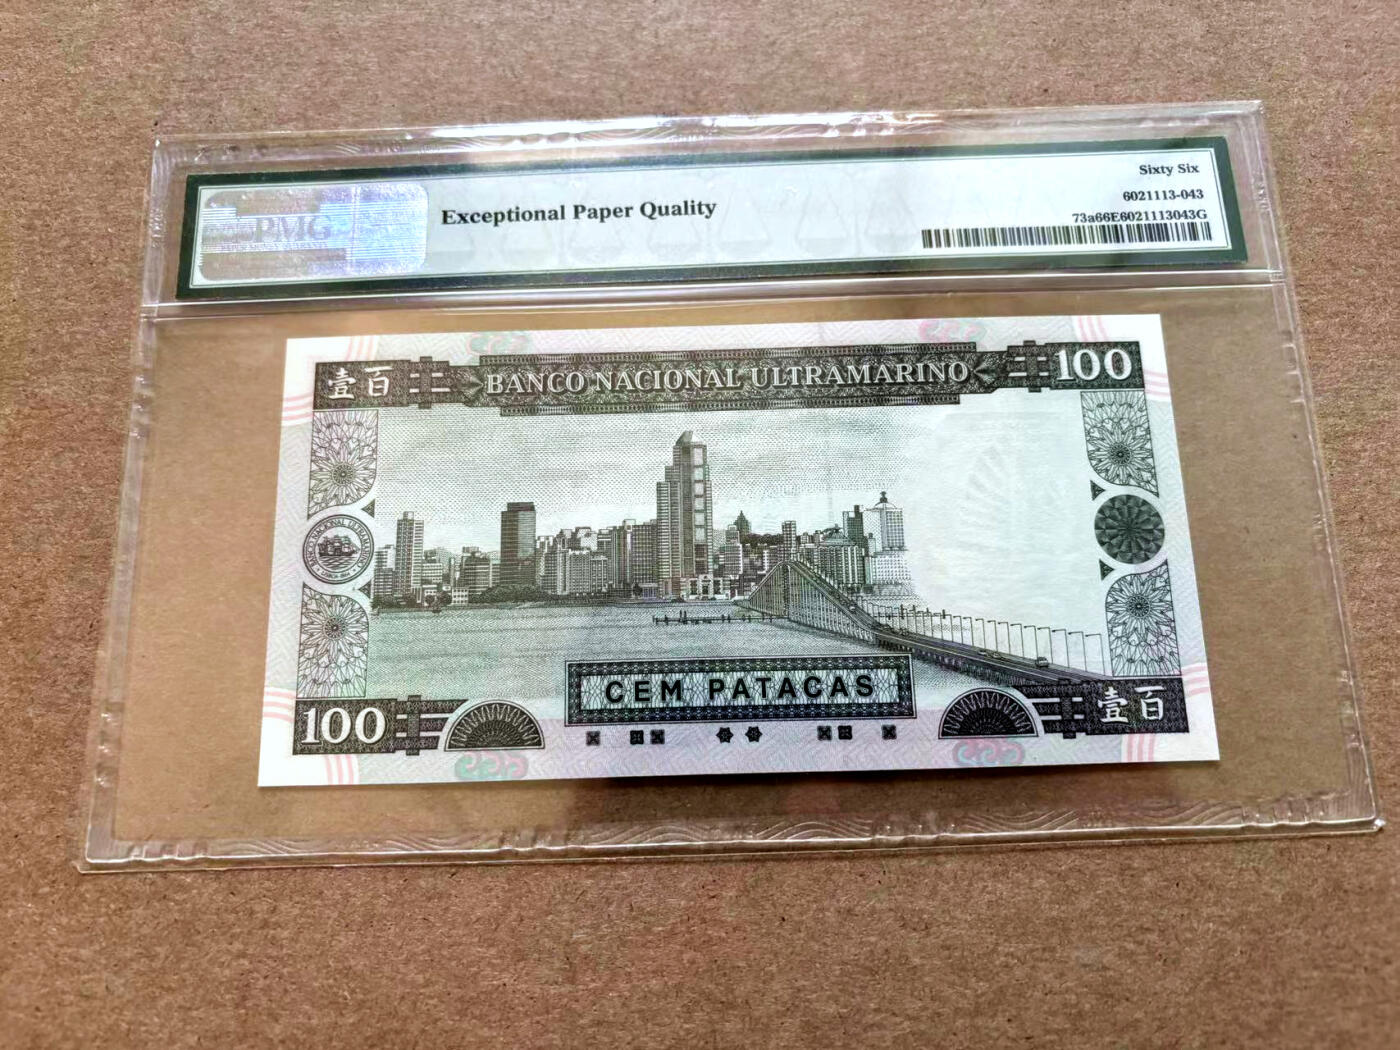 Sixty Six
PMG
Exceptional Paper Quality
6021113-043
73a66E6021113043G
壹百
BANCO NACIONAL ULTRAMARINO
100
CEM PATACAS
100
壹百